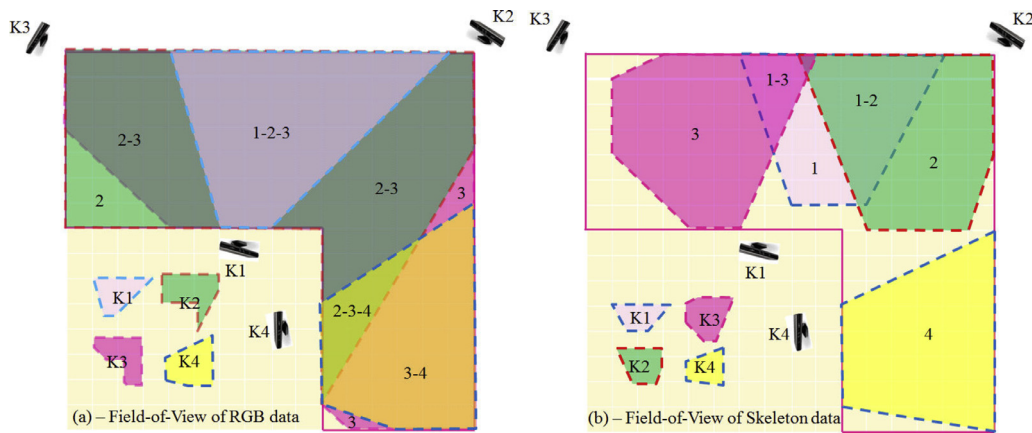 K3
K2
2-3
1-2-3
2-3
3
2
K1
K1
K2
2-3-4
K4
K3
K4
3-4
3
(a) – Field-of-View of RGB data
K3
K2
1-3
1-2
3
1
2
K1
K1
K3
K4
4
K2
K4
(b) – Field-of-View of Skeleton data